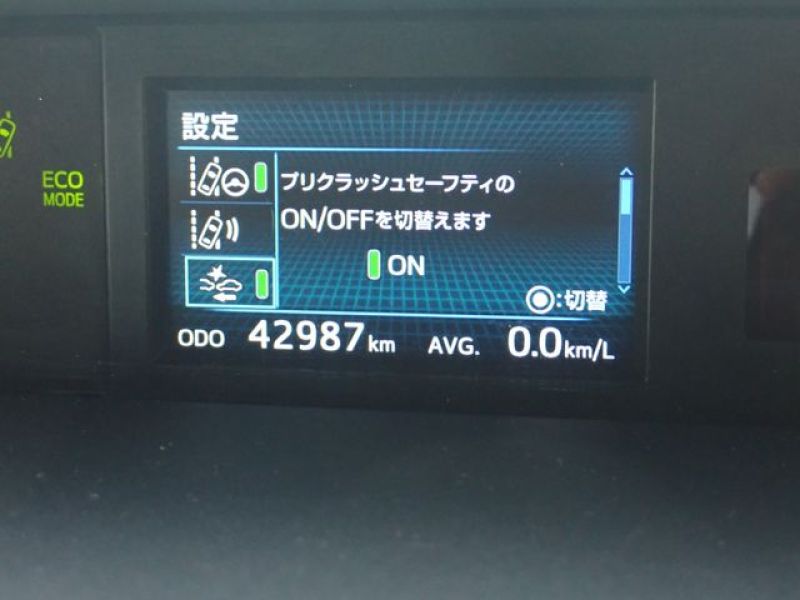 設定
ECO
MODE
プリクラッシュセーフティの
ON/OFFを切替えます
ON
:切替
ODO 42987 km AVG. 0.0 km/L